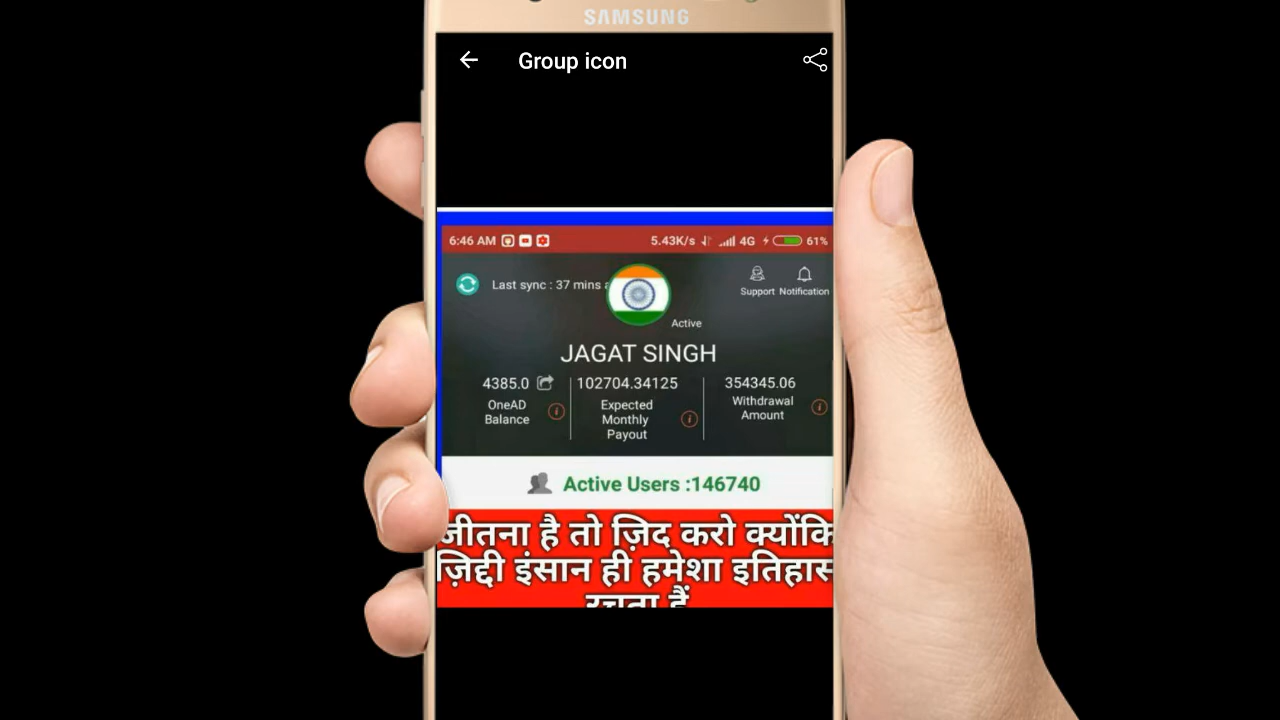 SAMSUNG
Group icon
6:46 AM 5.43K/s 4G 61%
Last sync : 37 mins
Support Notification
Active
JAGAT SINGH
4385.0 102704.34125 354345.06
OneAD Balance
Expected Monthly Payout
Withdrawal Amount
Active Users :146740
जीतना है तो ज़िद करो क्योंकि
ज़िद्दी इंसान ही हमेशा इतिहास
रचता हैं